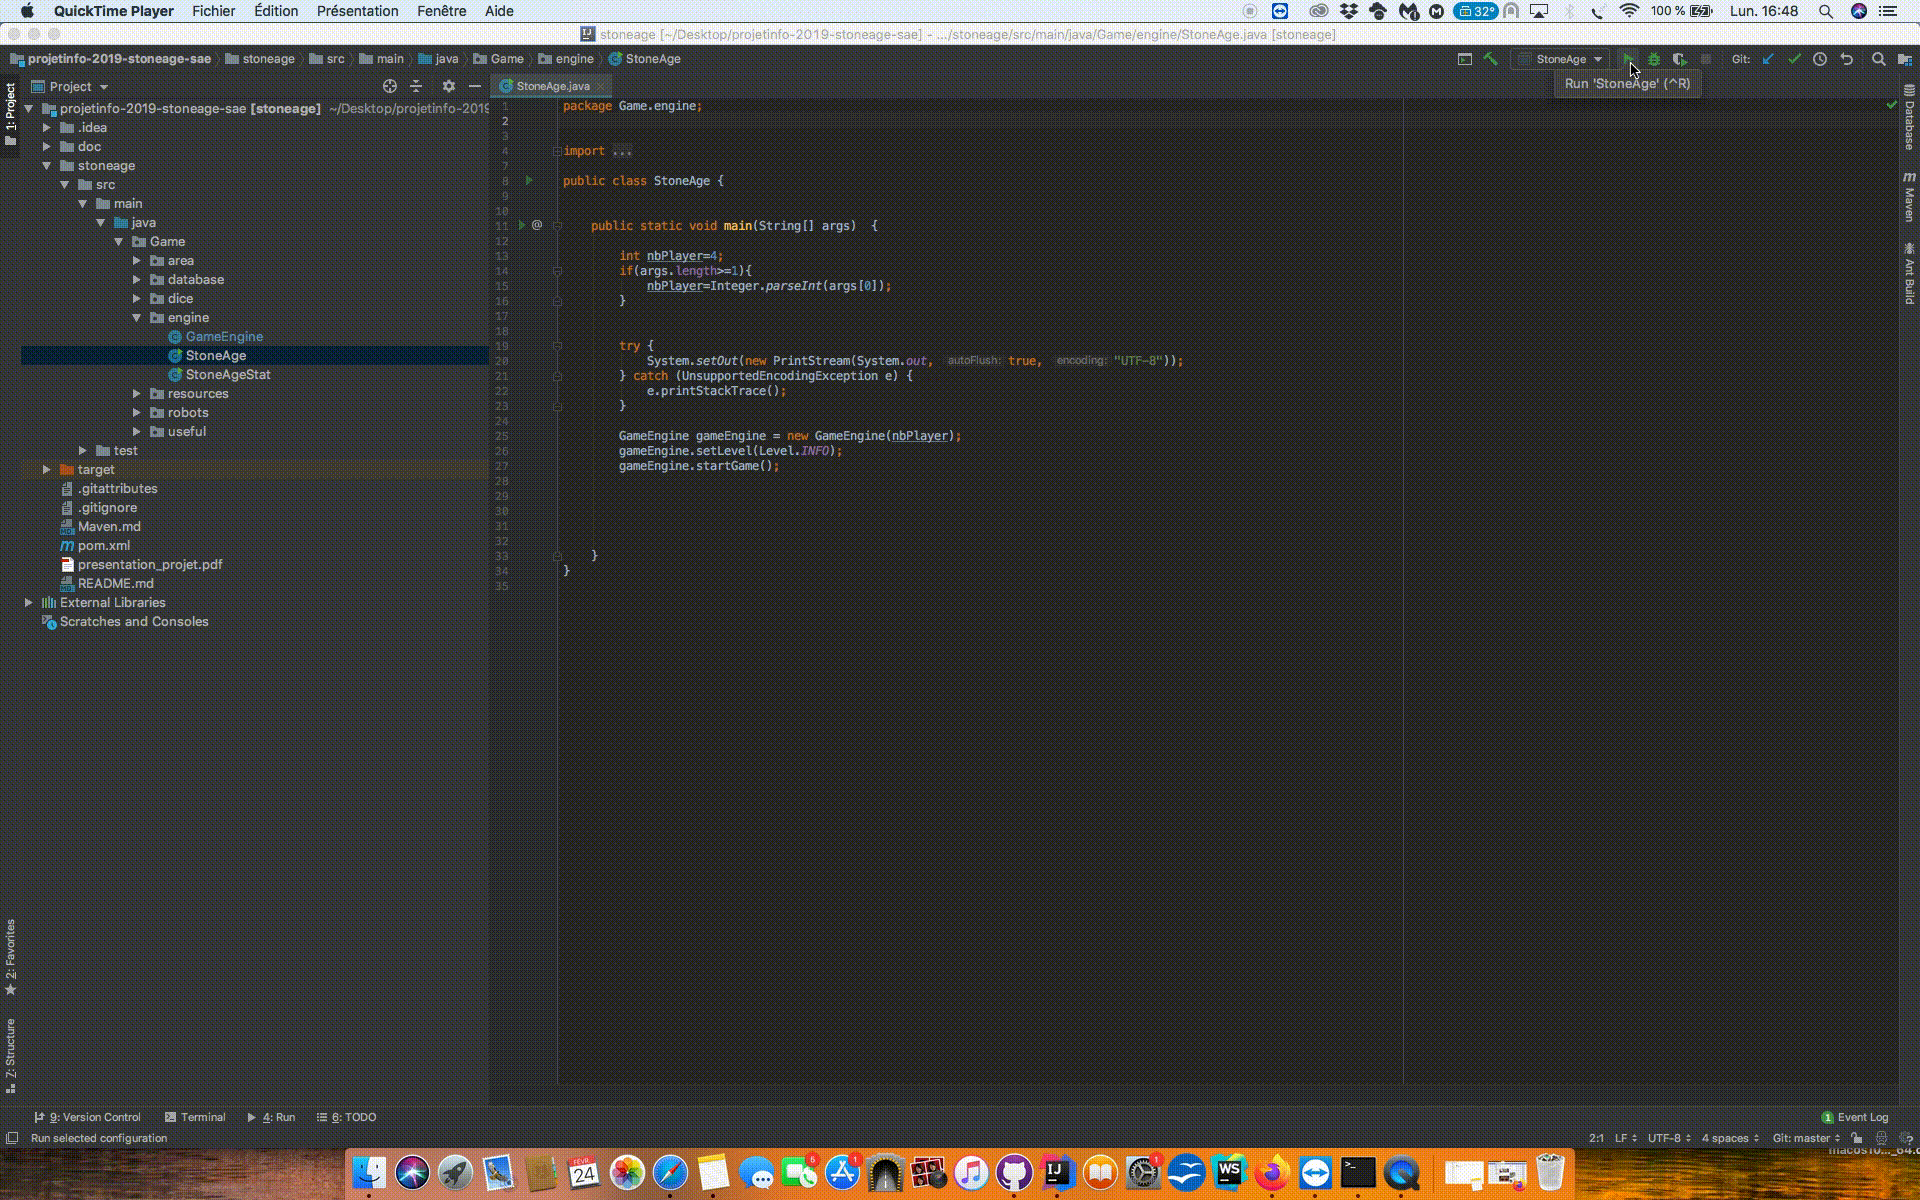 QuickTime Player Fichier Édition Présentation Fenêtre Aide 32° 100 % Lun. 16:48
stoneage [~/Desktop/projetinfo-2019-stoneage-sae] - .../stoneage/src/main/java/Game/engine/StoneAge.java [stoneage]
projetinfo-2019-stoneage-sae stoneage src main java Game engine StoneAge StoneAge Git:
Run 'StoneAge' (^R)
Project
StoneAge.java
1: Project
projetinfo-2019-stoneage-sae [stoneage] ~/Desktop/projetinfo-2019
.idea
doc
stoneage
src
main
java
Game
area
database
dice
engine
GameEngine
StoneAge
StoneAgeStat
resources
robots
useful
test
target
.gitattributes
.gitignore
Maven.md
pom.xml
presentation_projet.pdf
README.md
External Libraries
Scratches and Consoles
2: Favorites
7: Structure
1 package Game.engine;
2
3
4 import ...
7
8 public class StoneAge {
9
10
11 @ public static void main(String[] args) {
12
13 int nbPlayer=4;
14 if(args.length>=1){
15 nbPlayer=Integer.parseInt(args[0]);
16 }
17
18
19 try {
20 System.setOut(new PrintStream(System.out, autoFlush: true, encoding: "UTF-8"));
21 } catch (UnsupportedEncodingException e) {
22 e.printStackTrace();
23 }
24
25 GameEngine gameEngine = new GameEngine(nbPlayer);
26 gameEngine.setLevel(Level.INFO);
27 gameEngine.startGame();
28
29
30
31
32
33 }
34 }
35
Database
m Maven
Ant Build
9: Version Control Terminal 4: Run 6: TODO 1 Event Log
Run selected configuration 2:1 LF UTF-8 4 spaces Git: master
FÉVR.
24
6
1
IJ
WS
1
macos10..._64.